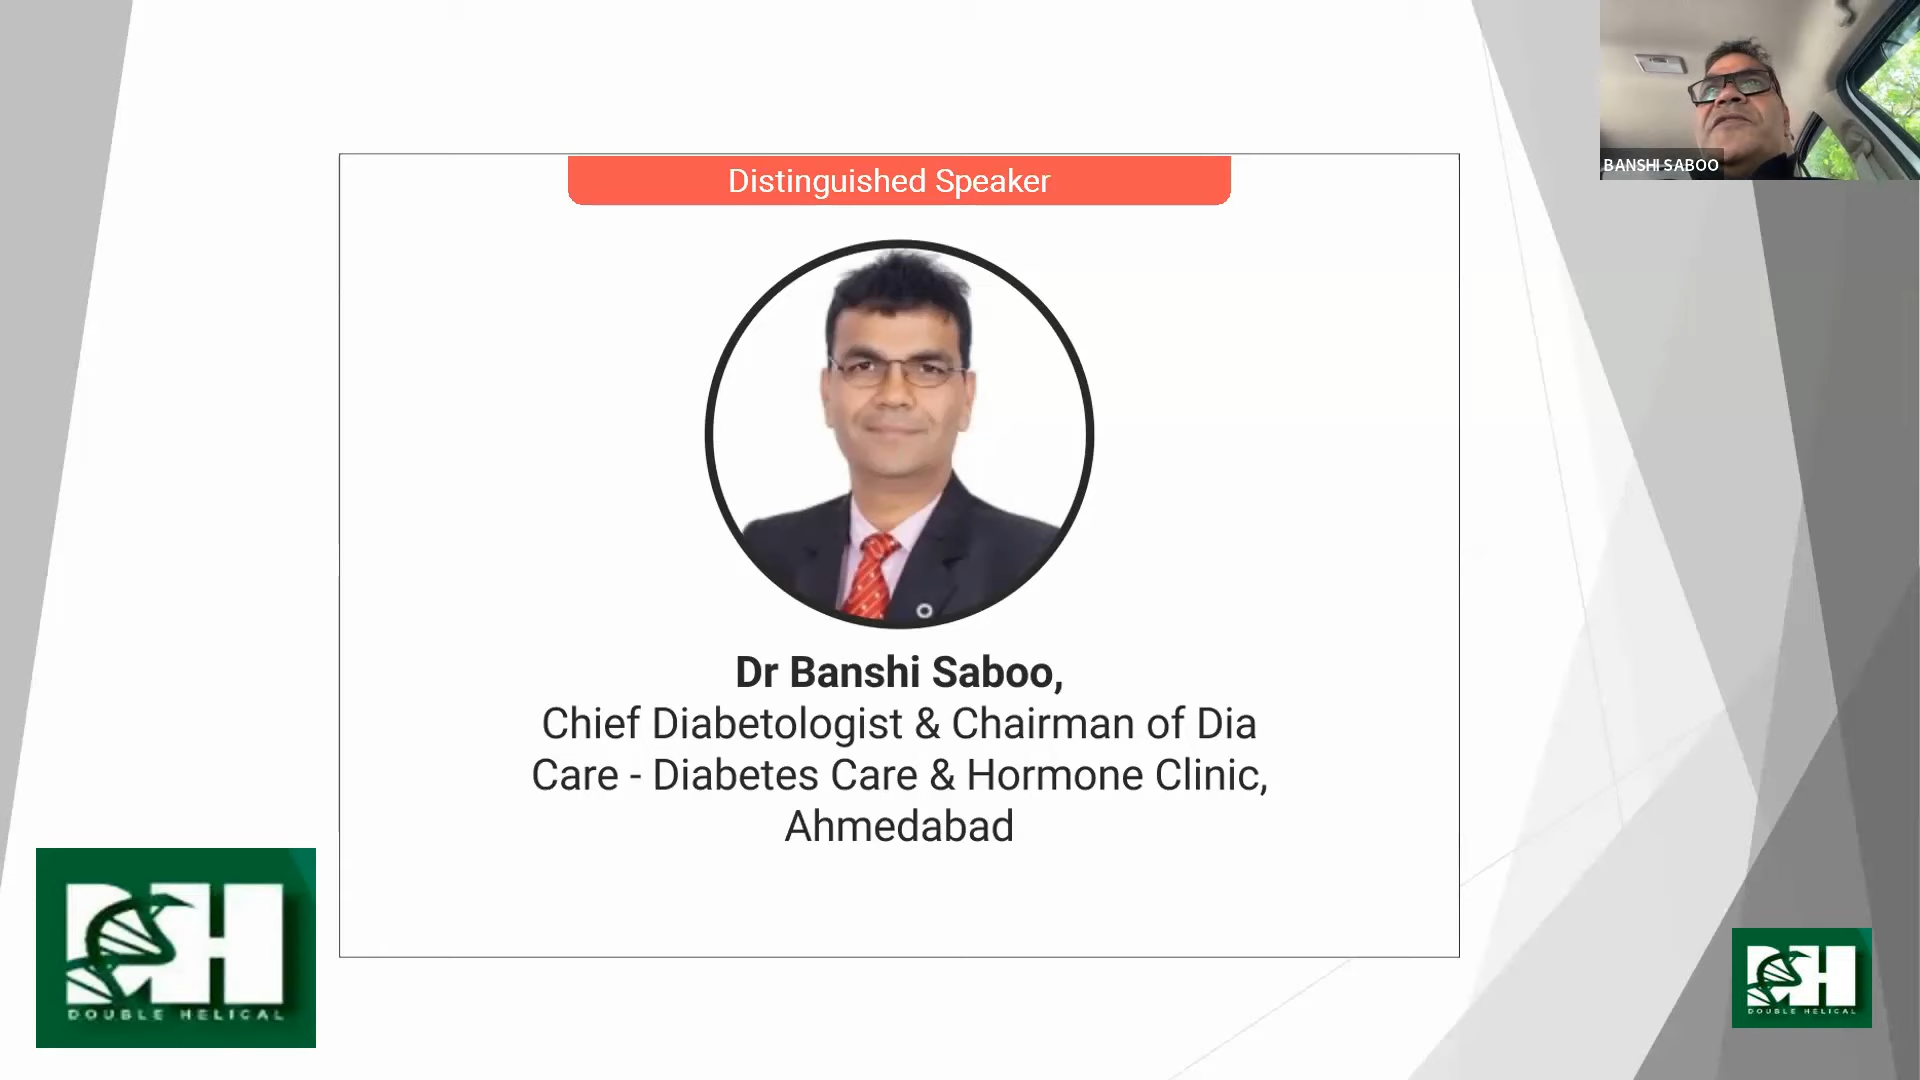 BANSHI SABOO
Distinguished Speaker
Dr Banshi Saboo,
Chief Diabetologist & Chairman of Dia
Care - Diabetes Care & Hormone Clinic,
Ahmedabad
DH
DOUBLE HELICAL
DH
DOUBLE HELICAL